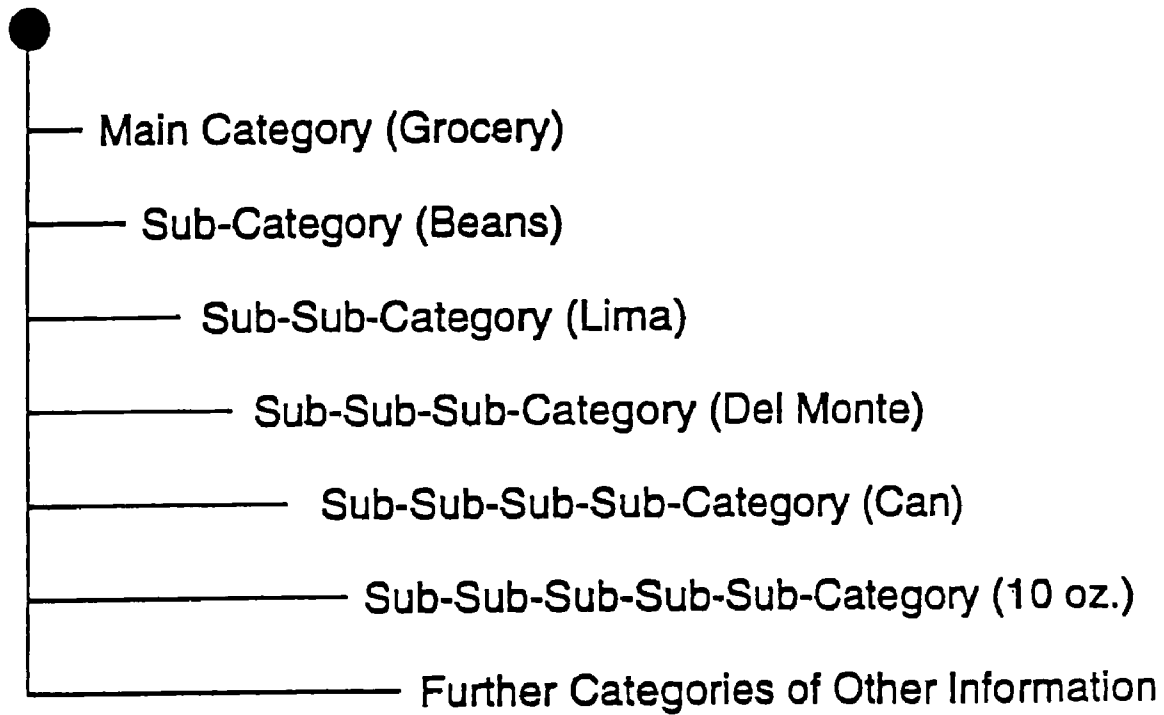 Main Category (Grocery)
Sub-Category (Beans)
Sub-Sub-Category (Lima)
Sub-Sub-Sub-Category (Del Monte)
Sub-Sub-Sub-Sub-Category (Can)
Sub-Sub-Sub-Sub-Sub-Category (10 oz.)
Further Categories of Other Information